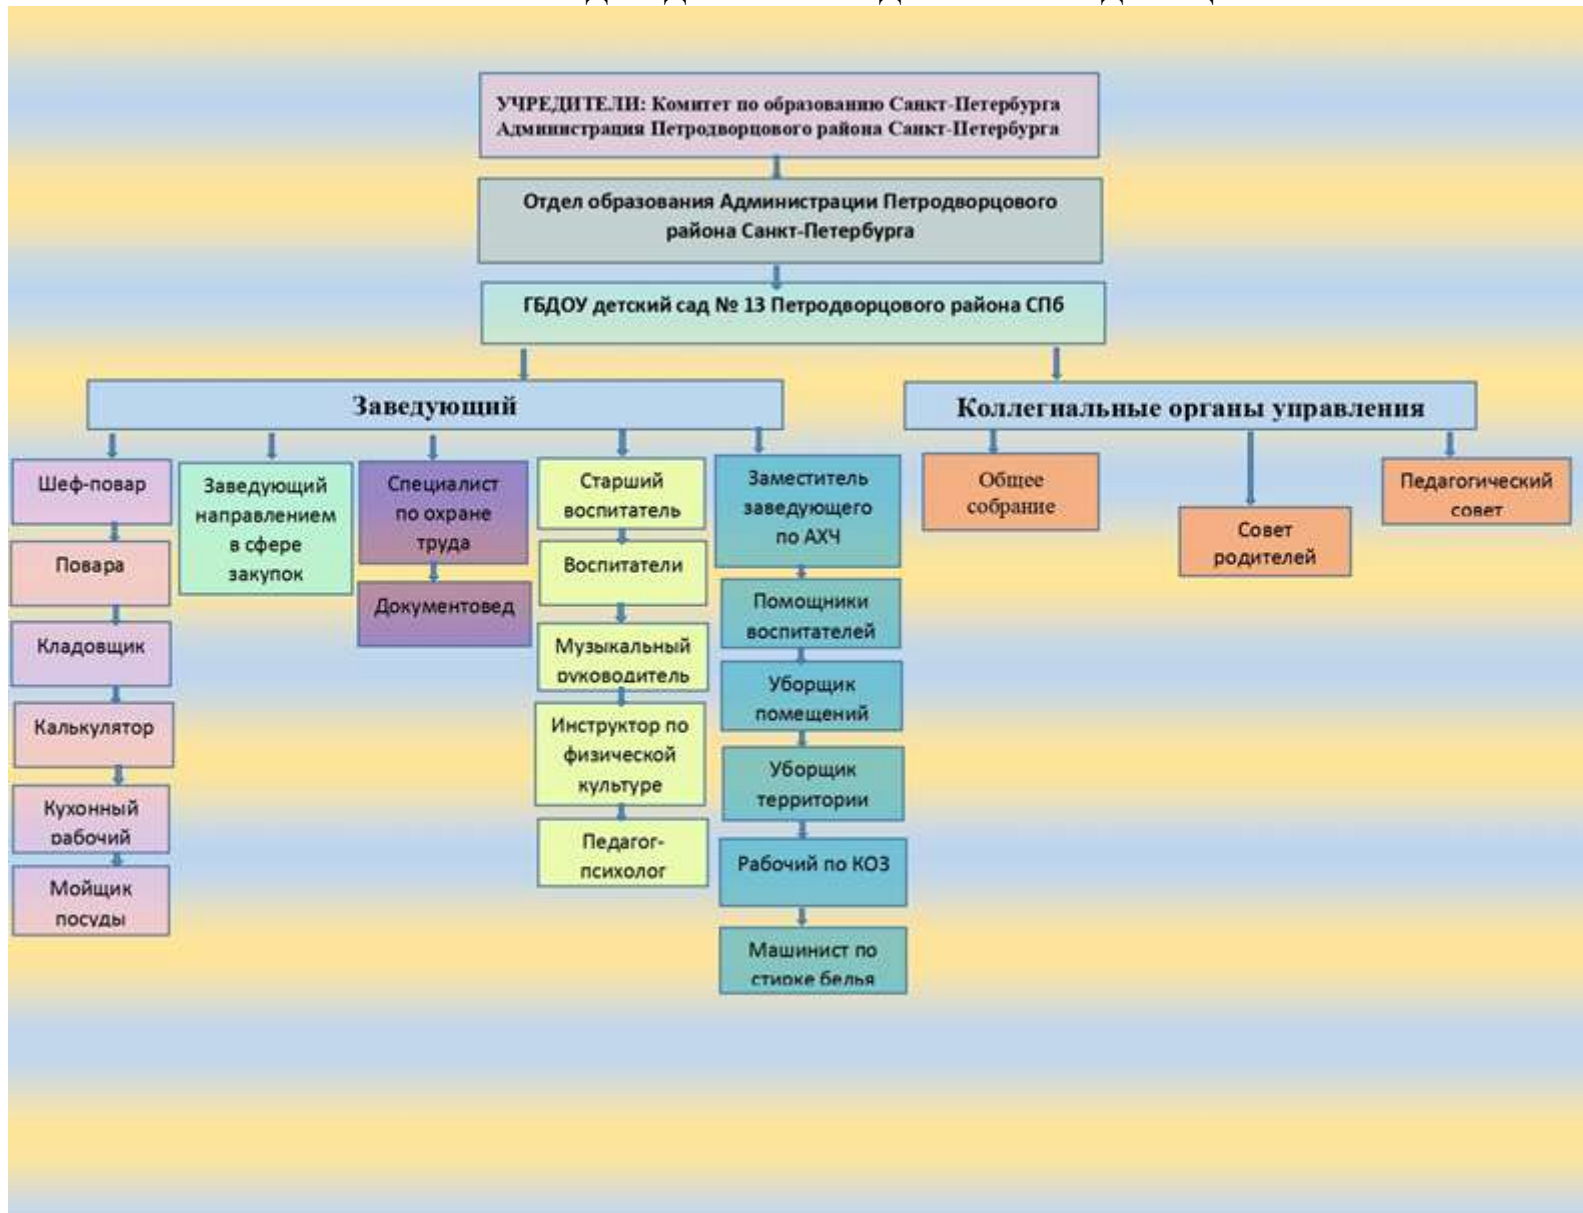 УЧРЕДИТЕЛИ: Комитет по образованию Санкт-Петербурга
Администрация Петродворцового района Санкт-Петербурга
Отдел образования Администрации Петродворцового
района Санкт-Петербурга
ГБДОУ детский сад № 13 Петродворцового района СПб
Заведующий
Коллегиальные органы управления
Шеф-повар
Повара
Кладовщик
Калькулятор
Кухонный
рабочий
Мойщик
посуды
Заведующий
направлением
в сфере
закупок
Специалист
по охране
труда
Документовед
Старший
воспитатель
Воспитатели
Музыкальный
руководитель
Инструктор по
физической
культуре
Педагог-
психолог
Заместитель
заведующего
по АХЧ
Помощники
воспитателей
Уборщик
помещений
Уборщик
территории
Рабочий по КОЗ
Машинист по
стирке белья
Общее
собрание
Совет
родителей
Педагогический
совет